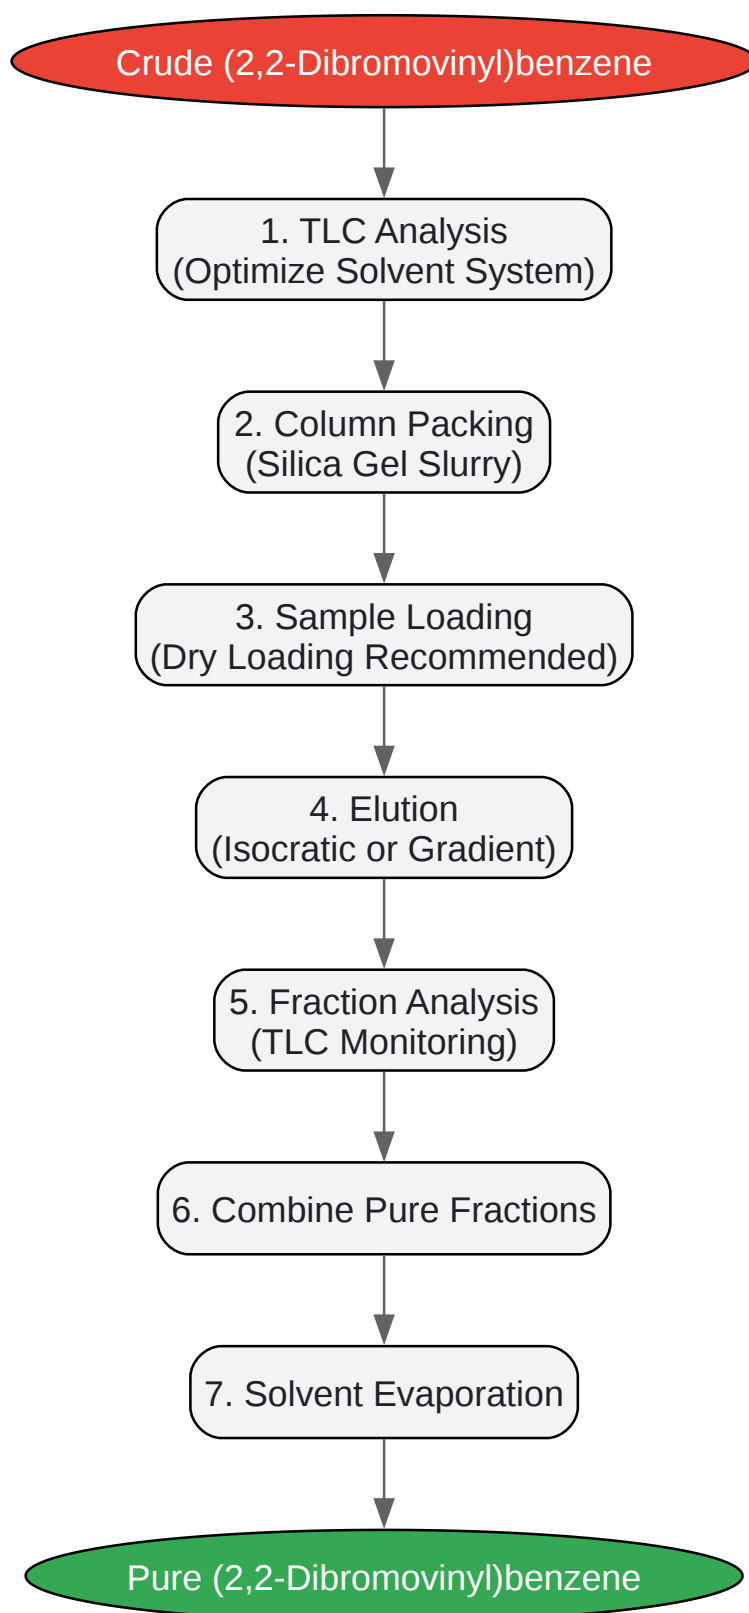 Crude (2,2-Dibromovinyl)benzene
1. TLC Analysis
(Optimize Solvent System)
2. Column Packing
(Silica Gel Slurry)
3. Sample Loading
(Dry Loading Recommended)
4. Elution
(Isocratic or Gradient)
5. Fraction Analysis
(TLC Monitoring)
6. Combine Pure Fractions
7. Solvent Evaporation
Pure (2,2-Dibromovinyl)benzene